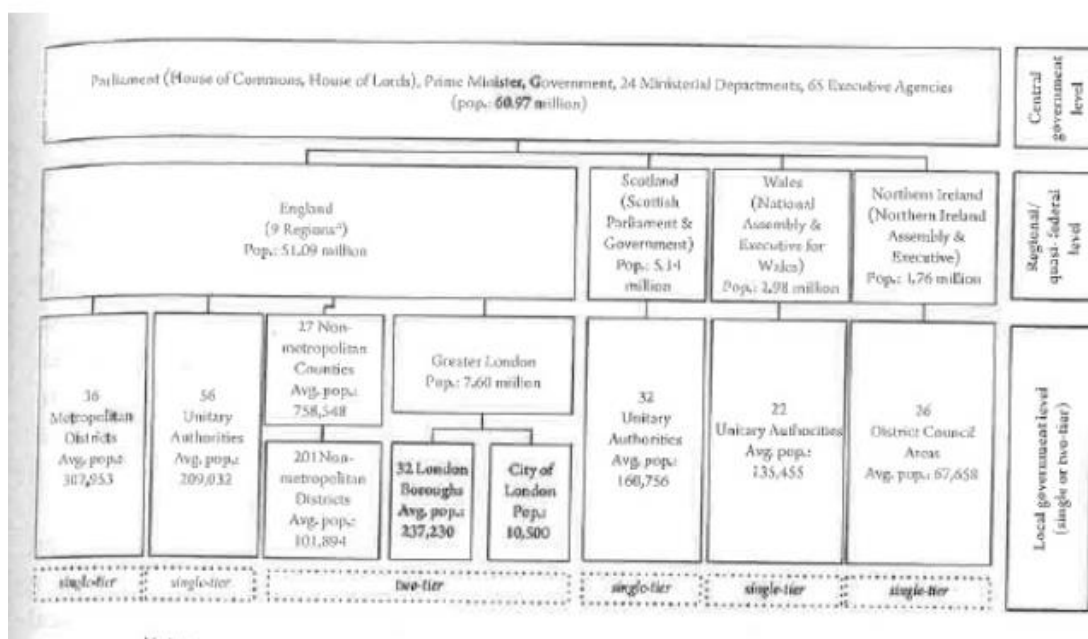 Parliament (House of Commons, House of Lords), Prime Minister, Government, 24 Ministerial Departments, 65 Executive Agencies
(pop.: 60.97 million)
Central
government
level
England
(9 Regions
Pop.: 51.09 million
Scotland
(Scottish
Parliament &
Government)
Pop.: 5.14
million
Wales
(National
Assembly &
Executive for
Wales)
Pop.: 2.98 million
Northern Ireland
(Northern Ireland
Assembly &
Executive)
Pop.: 1.76 million
Regional/
quasi-federal
level
36
Metropolitan
Districts
Avg. pop.:
307,953
56
Unitary
Authorities
Avg. pop.:
209,032
27 Non-
metropolitan
Counties
Avg. pop.:
758,548
201 Non-
metropolitan
Districts
Avg. pop.:
101,894
Greater London
Pop.: 7.60 million
32 London
Boroughs
Avg. pop.:
237,230
City of
London
Pop.:
10,500
32
Unitary
Authorities
Avg. pop.:
160,756
22
Unitary Authorities
Avg. pop.:
135,455
26
District Council
Areas
Avg. pop.: 67,658
Local government level
(single or two-tier)
single-tier
single-tier
two-tier
single-tier
single-tier
single-tier